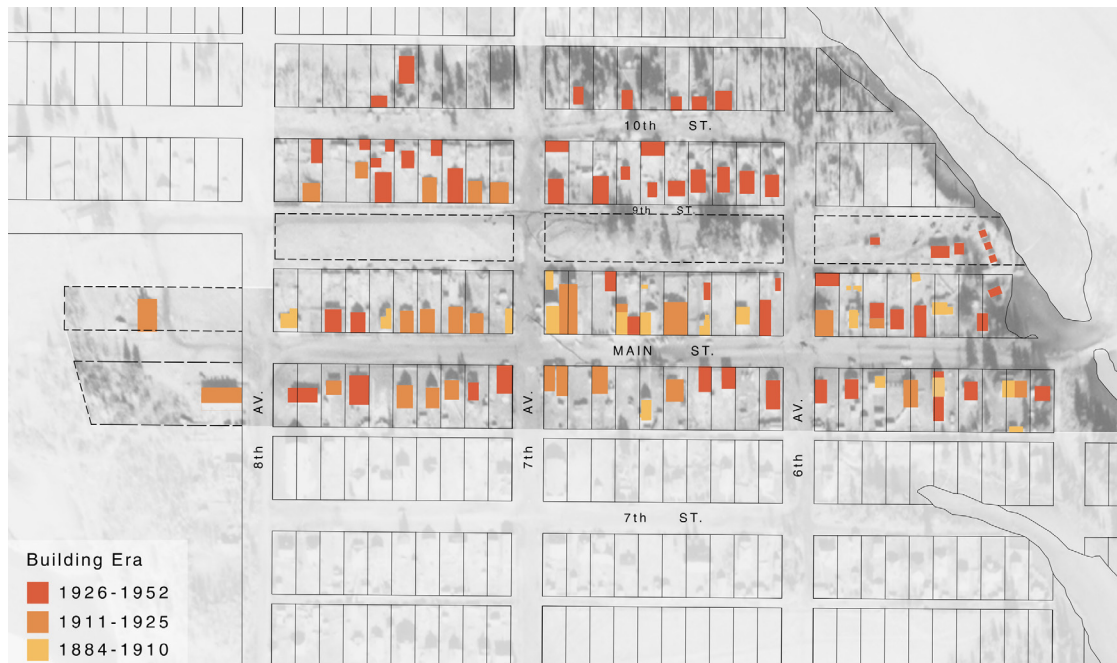 10th ST.
9th ST.
MAIN ST.
8th AV.
7th AV.
6th AV.
7th ST.
Building Era
1926-1952
1911-1925
1884-1910